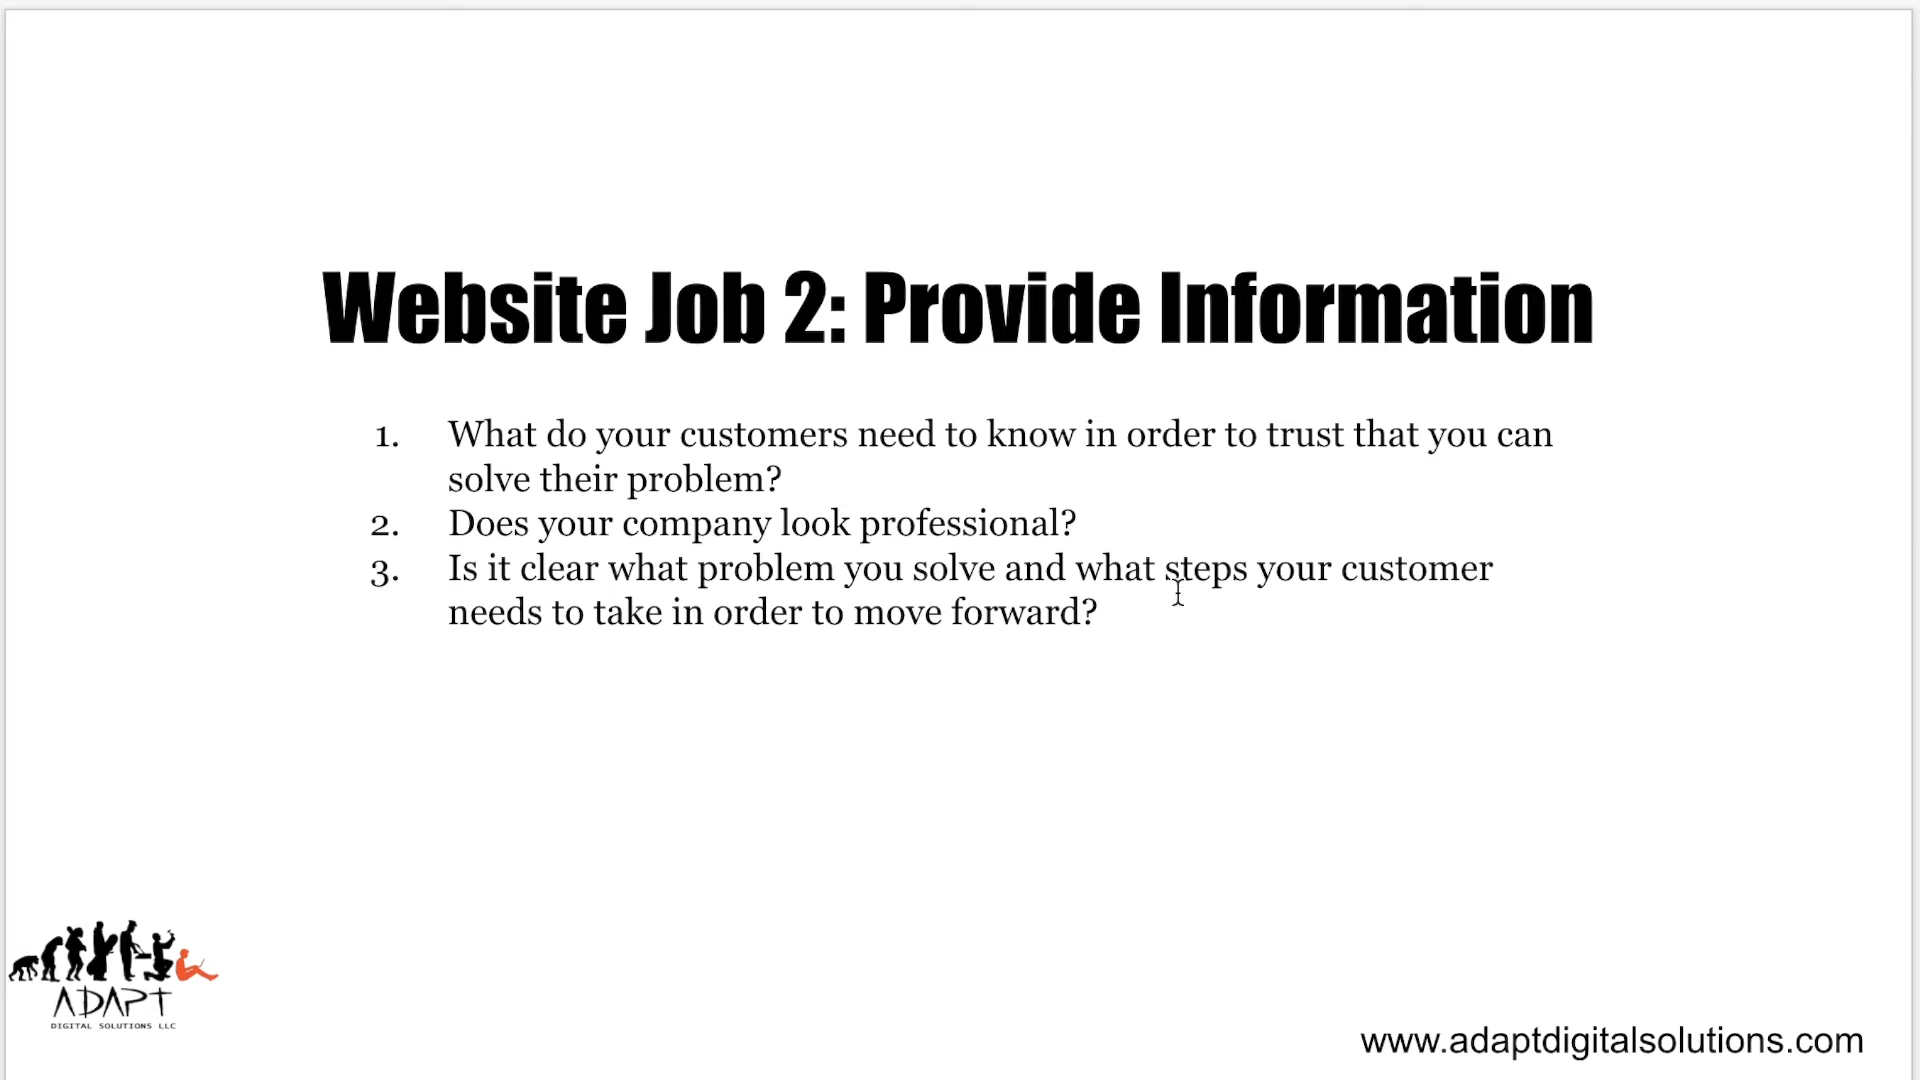 Website Job 2: Provide Information
1. What do your customers need to know in order to trust that you can
solve their problem?
2. Does your company look professional?
3. Is it clear what problem you solve and what steps your customer
needs to take in order to move forward?
ADAPT
DIGITAL SOLUTIONS LLC
www.adaptdigitalsolutions.com